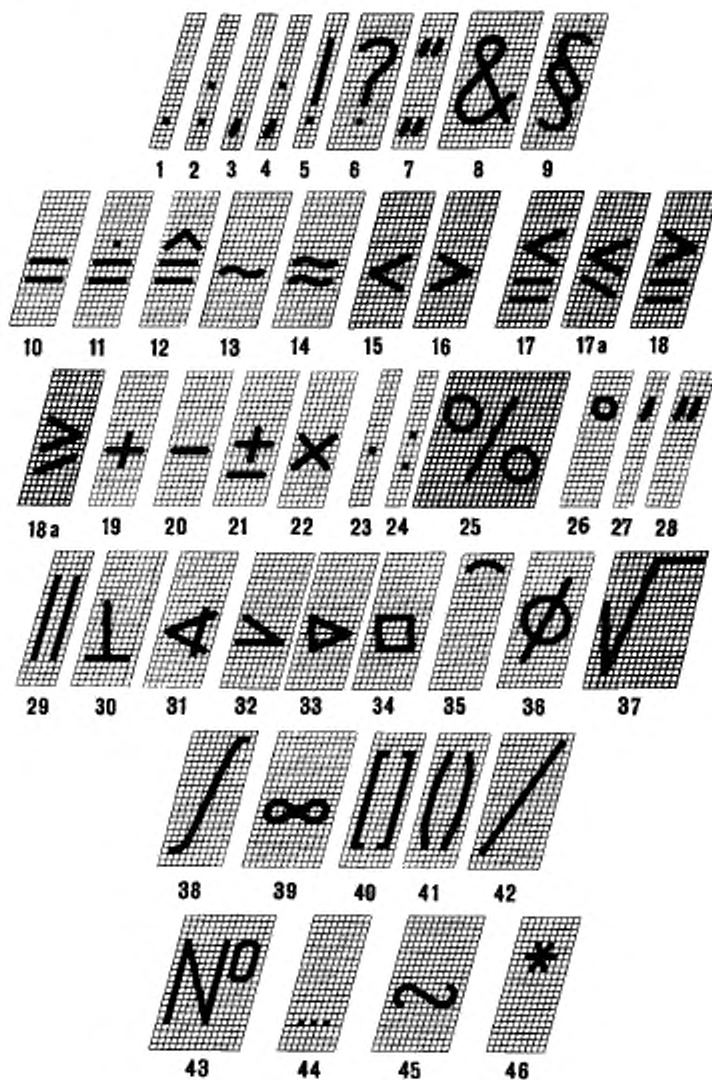 . : , ; ! ? „“ & §
1 2 3 4 5 6 7 8 9
= ≐ ≙ ~ ≈ < > ≦ ⩽ ≧
10 11 12 13 14 15 16 17 17a 18
⩾ + − ± × · : % ° ′ ″
18a 19 20 21 22 23 24 25 26 27 28
∥ ⊥ ∢ ⦣ ▷ □ ⌒ ⌀ √
29 30 31 32 33 34 35 36 37
∫ ∞ [ ] ( ) /
38 39 40 41 42
№ … ∾ *
43 44 45 46